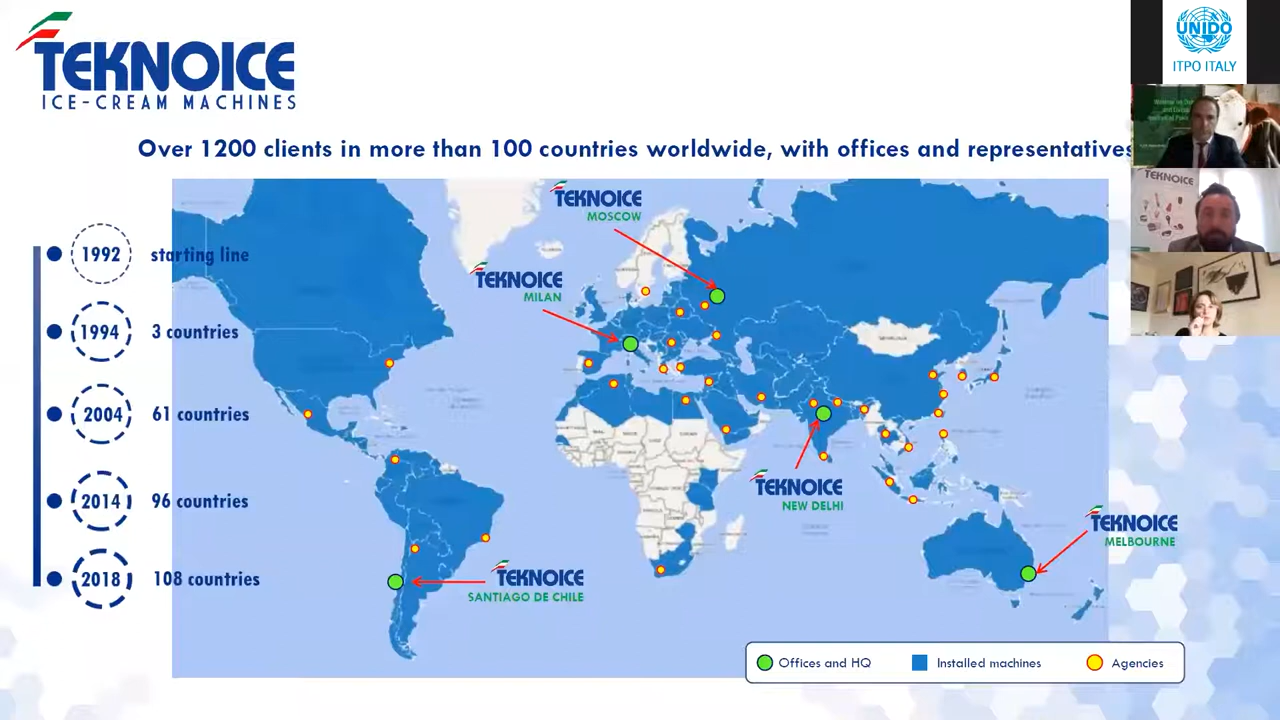 TEKNOICE
ICE-CREAM MACHINES
Over 1200 clients in more than 100 countries worldwide, with offices and representatives
1992 starting line
1994 3 countries
2004 61 countries
2014 96 countries
2018 108 countries
TEKNOICE
MOSCOW
TEKNOICE
MILAN
TEKNOICE
NEW DELHI
TEKNOICE
MELBOURNE
TEKNOICE
SANTIAGO DE CHILE
Offices and HQ
Installed machines
Agencies
UNIDO
ITPO ITALY
TEKNOICE